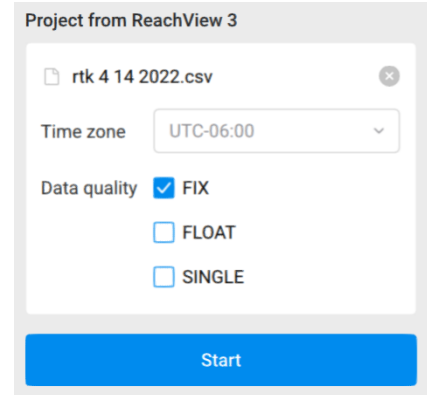 Project from ReachView 3
rtk 4 14 2022.csv
Time zone UTC-06:00
Data quality FIX
FLOAT
SINGLE
Start